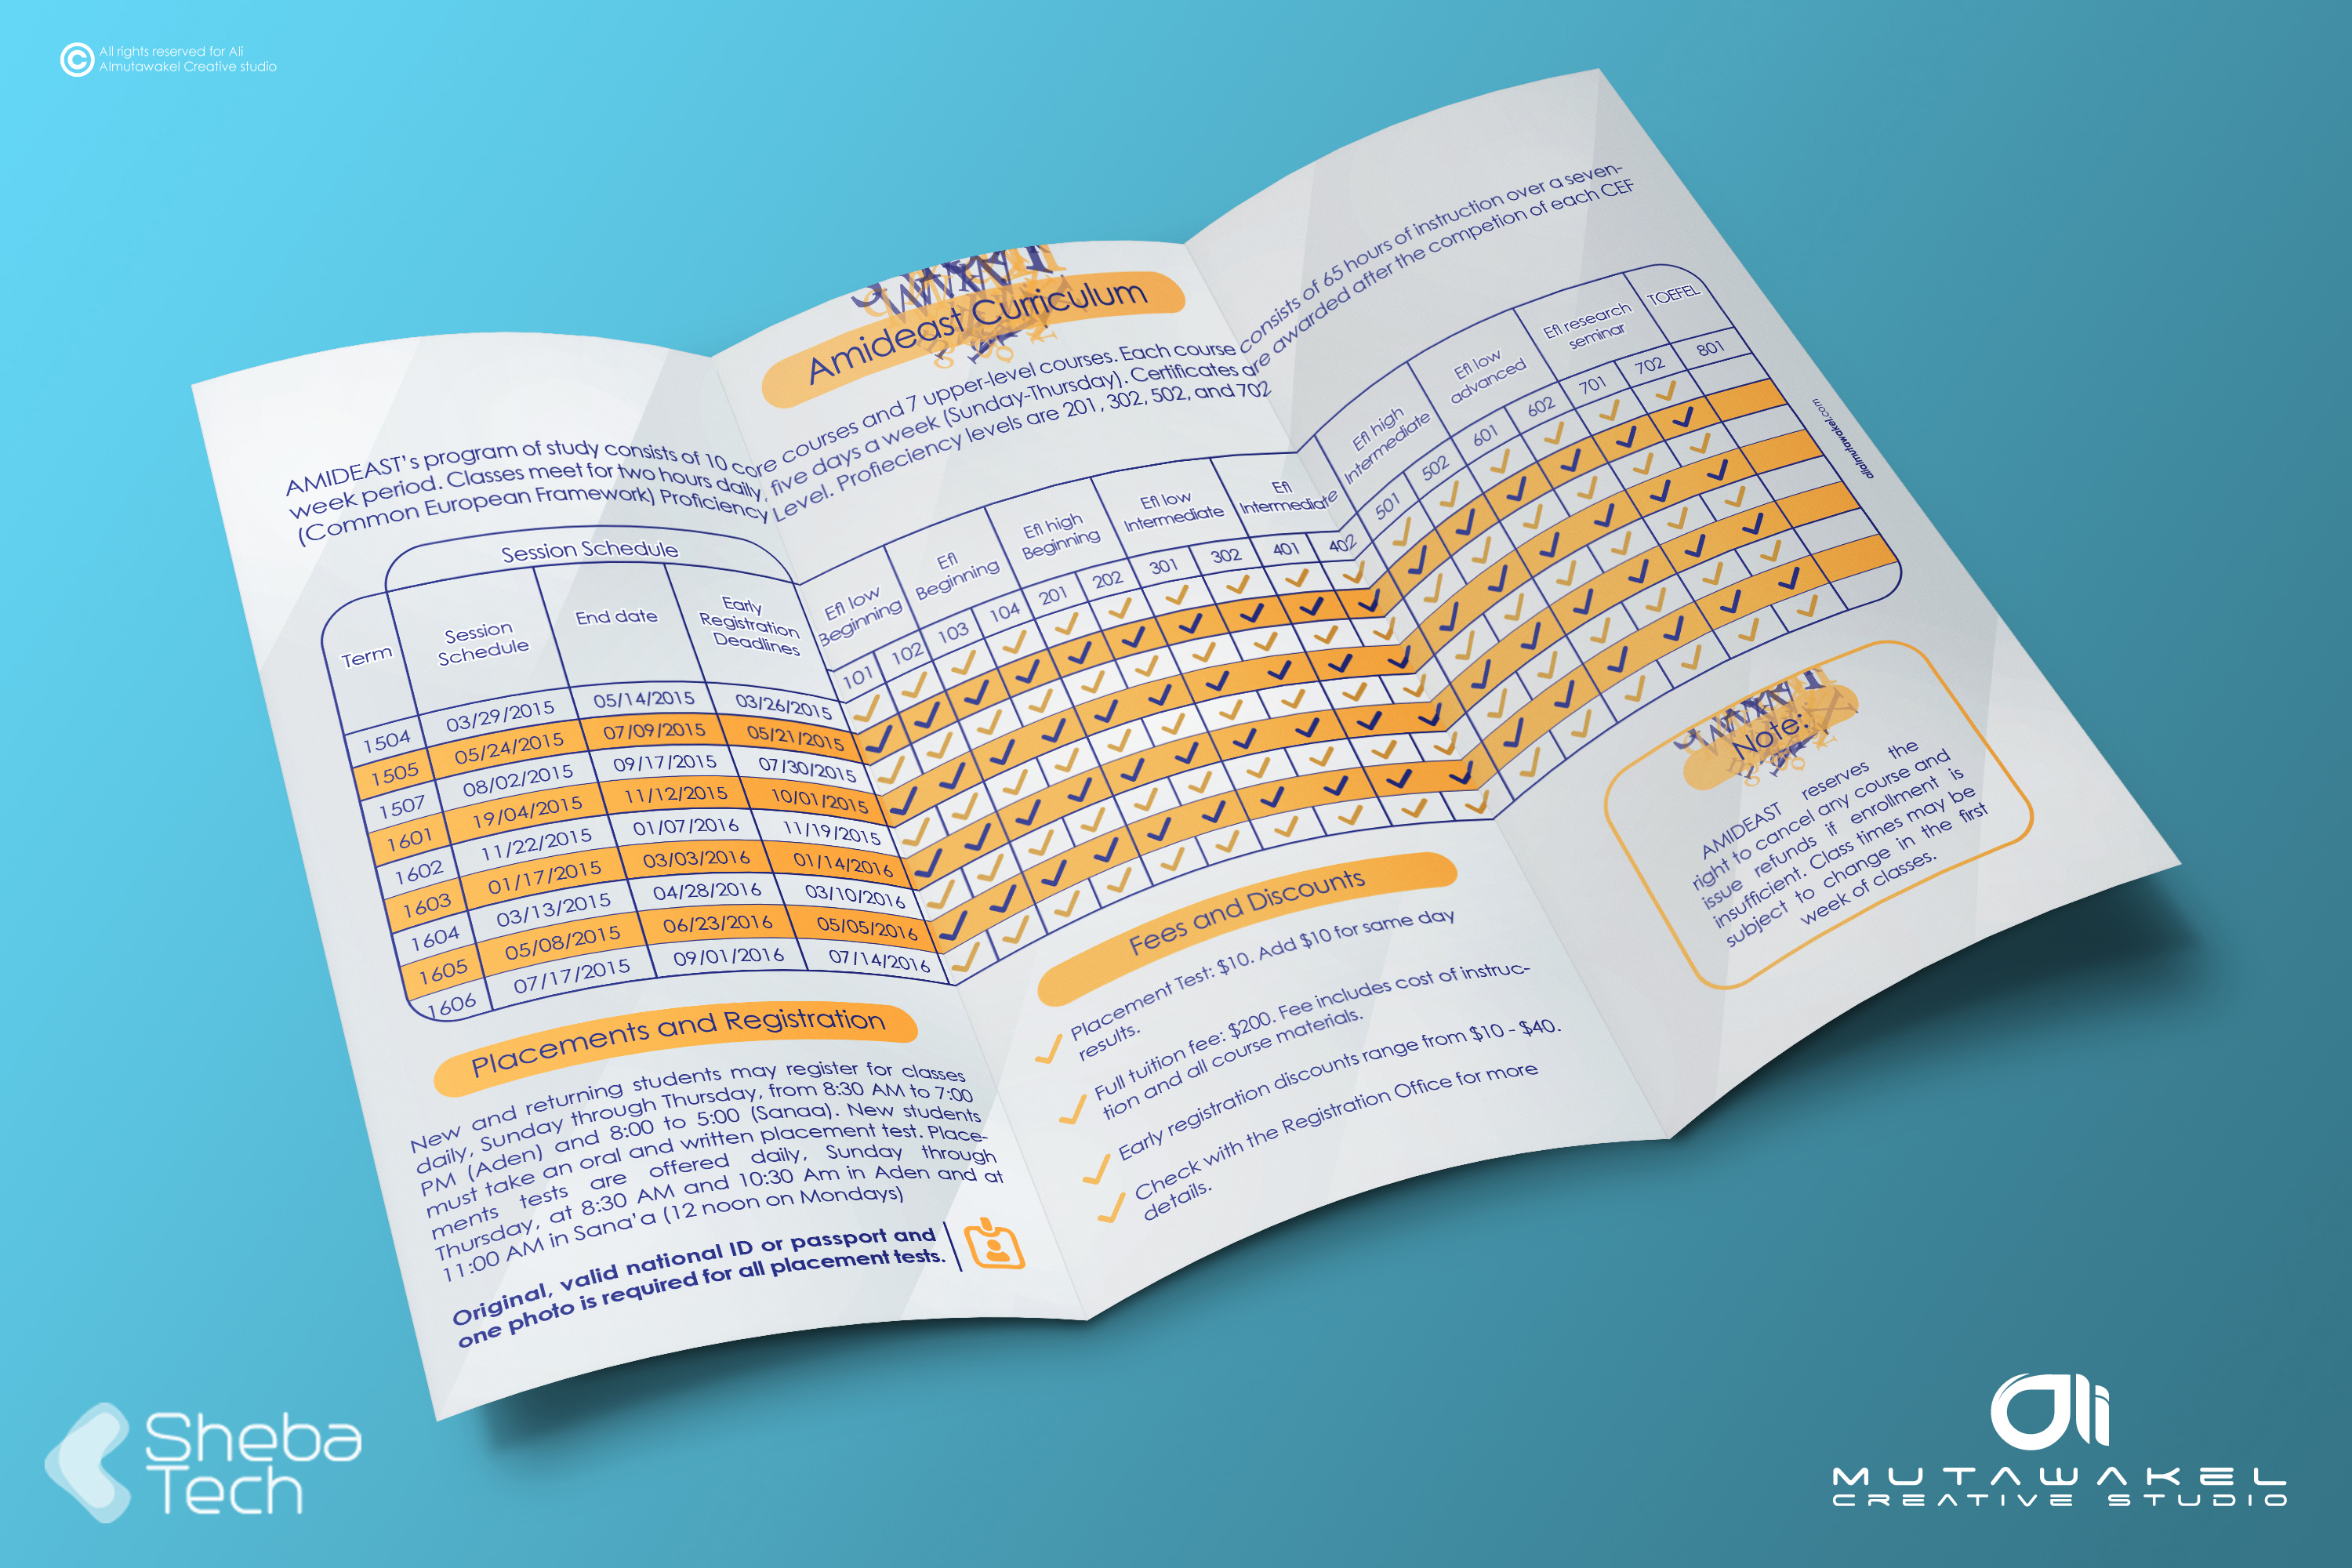 All rights reserved for Ali
Almutawakel Creative studio
Amideast Curriculum
AMIDEAST's program of study consists of 10 core courses and 7 upper-level courses. Each course consists of 65 hours of instruction over a seven-
week period. Classes meet for two hours daily, five days a week (Sunday-Thursday). Certificates are awarded after the competion of each CEF
(Common European Framework) Proficiency Level. Profieciency levels are 201, 302, 502, and 702
Session Schedule
Term
Session
Schedule
End date
Early
Registration
Deadlines
Efl low
Beginning
Efl
Beginning
Efl high
Beginning
Efl low
Intermediate
Efl
Intermediate
Efl high
Intermediate
Efl low
advanced
Efl research
seminar
TOEFEL
101 102 103 104 201 202 301 302 401 402 501 502 601 602 701 702 801
1504 03/29/2015 05/14/2015 03/26/2015
1505 05/24/2015 07/09/2015 05/21/2015
1507 08/02/2015 09/17/2015 07/30/2015
1601 19/04/2015 11/12/2015 10/01/2015
1602 11/22/2015 01/07/2016 11/19/2015
1603 01/17/2015 03/03/2016 01/14/2016
1604 03/13/2015 04/28/2016 03/10/2016
1605 05/08/2015 06/23/2016 05/05/2016
1606 07/17/2015 09/01/2016 07/14/2016
alialmutawakel.com
Placements and Registration
New and returning students may register for classes
daily, Sunday through Thursday, from 8:30 AM to 7:00
PM (Aden) and 8:00 to 5:00 (Sanaa). New students
must take an oral and written placement test. Place-
ments tests are offered daily, Sunday through
Thursday, at 8:30 AM and 10:30 Am in Aden and at
11:00 AM in Sana'a (12 noon on Mondays)
Original, valid national ID or passport and
one photo is required for all placement tests.
Fees and Discounts
Placement Test: $10. Add $10 for same day
results.
Full tuition fee: $200. Fee includes cost of instruc-
tion and all course materials.
Early registration discounts range from $10 - $40.
Check with the Registration Office for more
details.
Note:
AMIDEAST reserves the
right to cancel any course and
issue refunds if enrollment is
insufficient. Class times may be
subject to change in the first
week of classes.
Sheba
Tech
ali
MUTAWAKEL
CREATIVE STUDIO